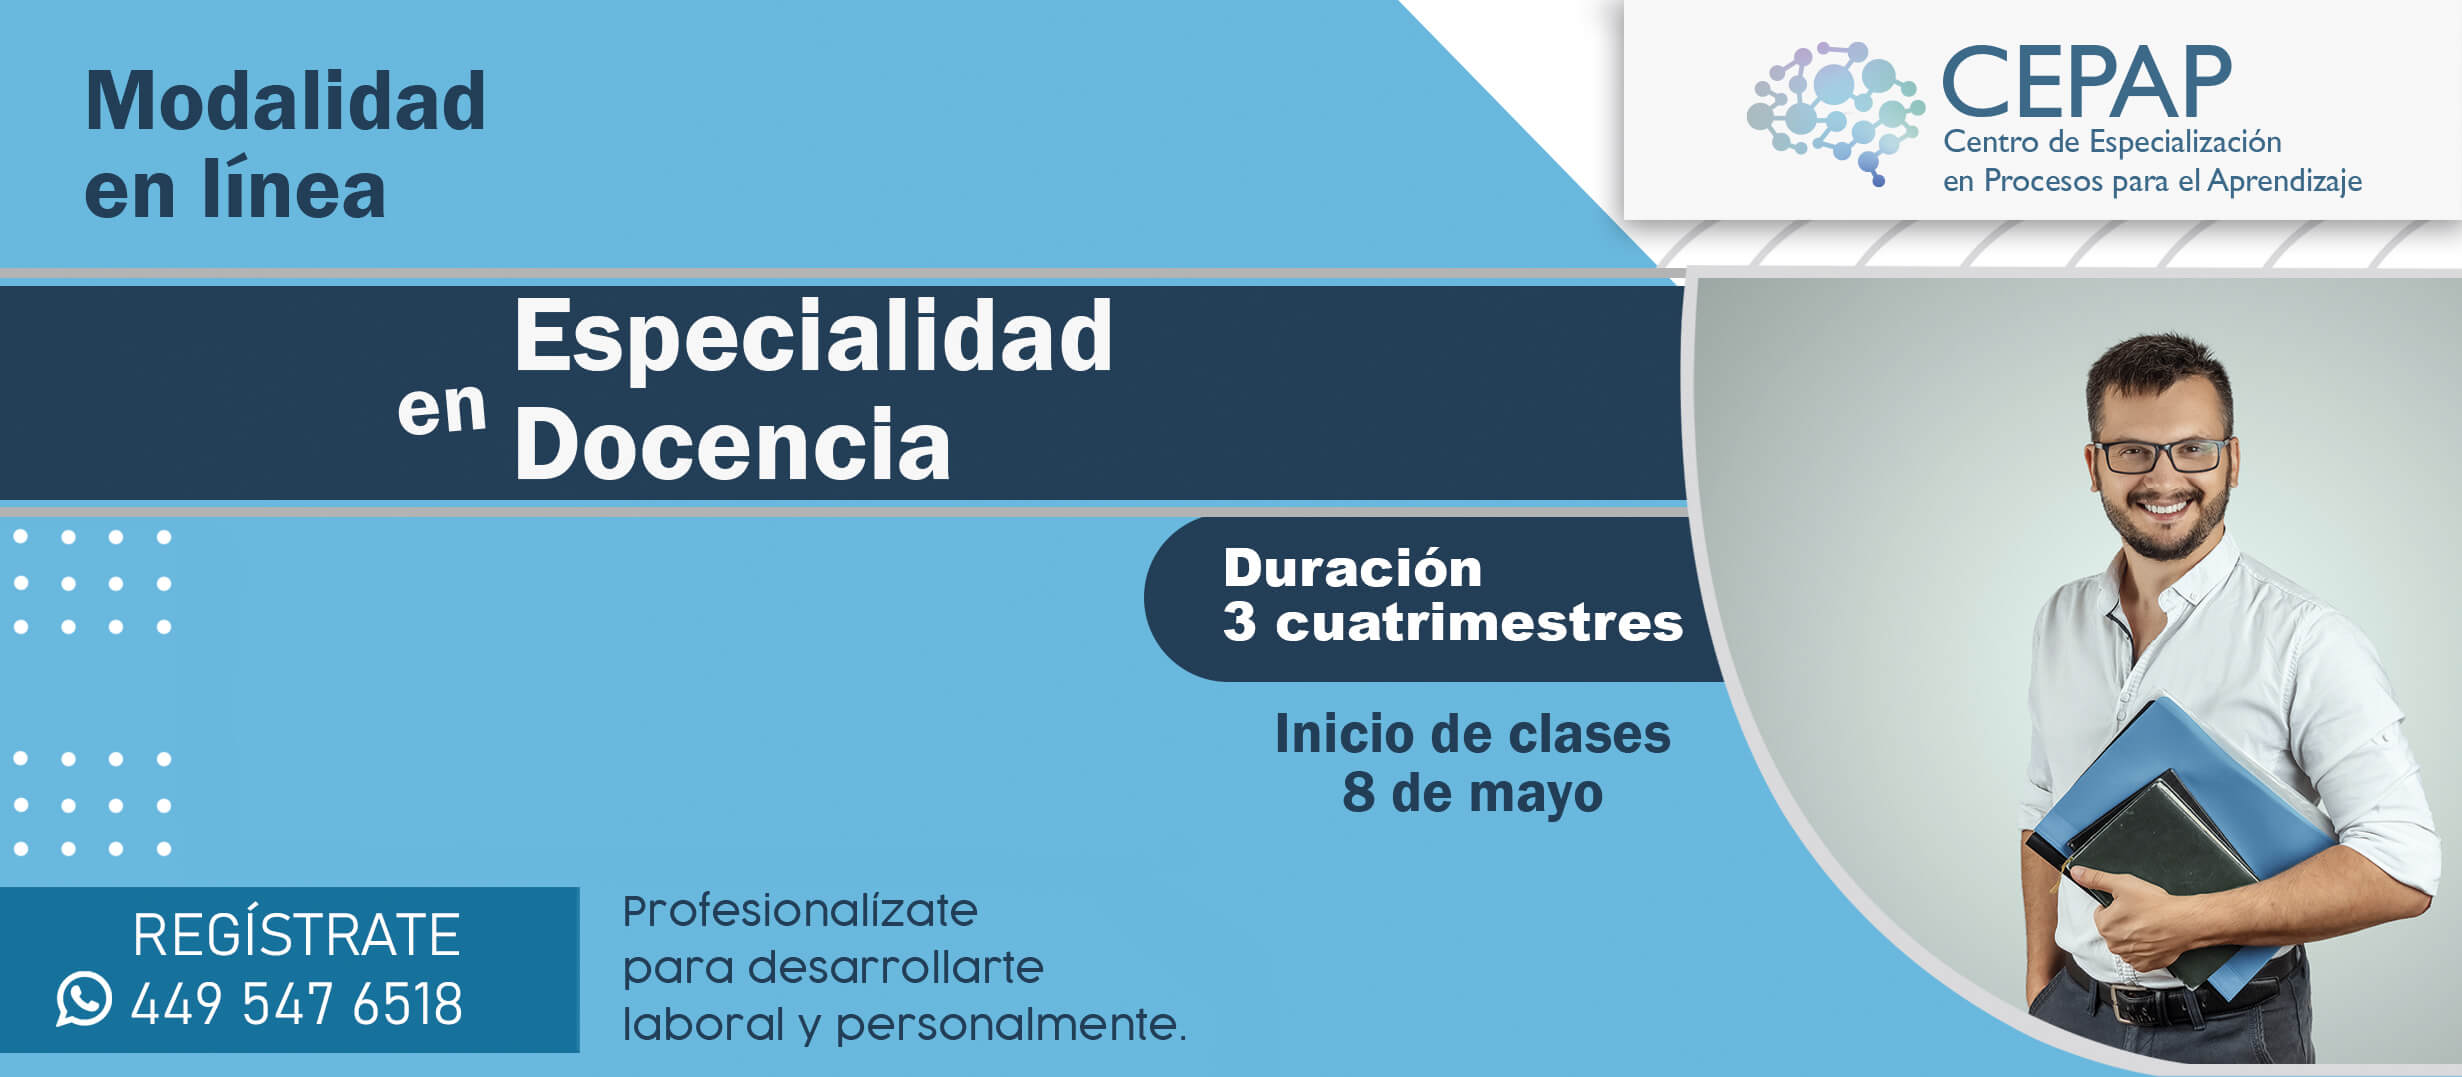 Modalidad
en línea
CEPAP
Centro de Especialización
en Procesos para el Aprendizaje
Especialidad
en Docencia
Duración
3 cuatrimestres
Inicio de clases
8 de mayo
REGÍSTRATE
449 547 6518
Profesionalízate
para desarrollarte
laboral y personalmente.